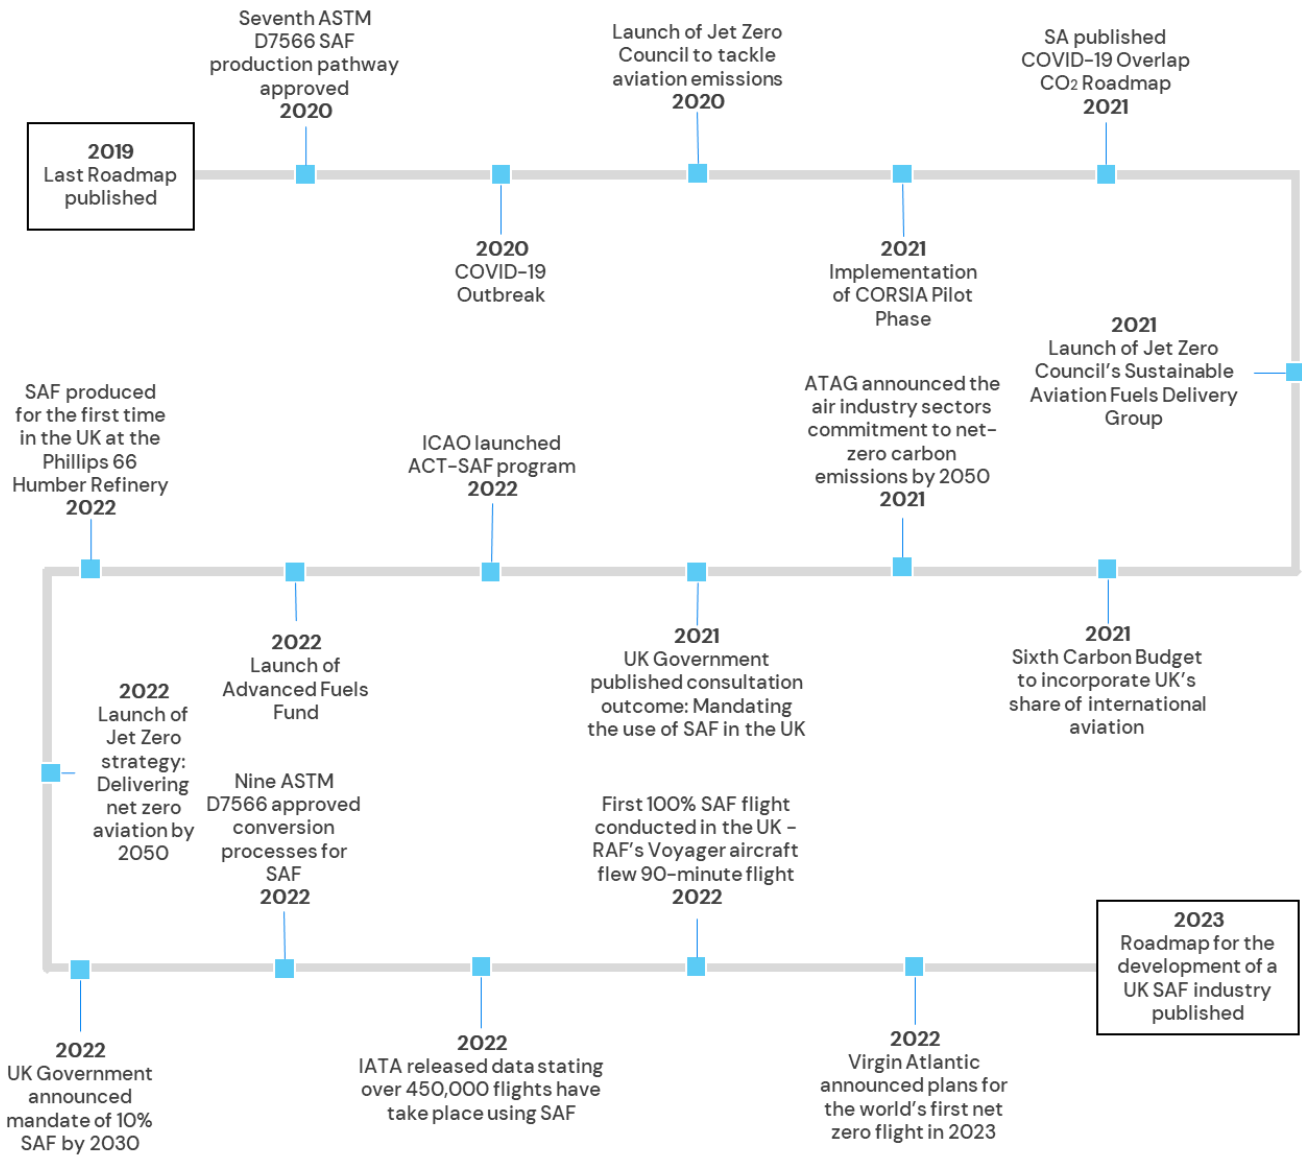 2019
Last Roadmap
published
Seventh ASTM
D7566 SAF
production pathway
approved
2020
2020
COVID-19
Outbreak
Launch of Jet Zero
Council to tackle
aviation emissions
2020
2021
Implementation
of CORSIA Pilot
Phase
SA published
COVID-19 Overlap
CO₂ Roadmap
2021
2021
Launch of Jet Zero
Council's Sustainable
Aviation Fuels Delivery
Group
2021
Sixth Carbon Budget
to incorporate UK's
share of international
aviation
ATAG announced the
air industry sectors
commitment to net-
zero carbon
emissions by 2050
2021
2021
UK Government
published consultation
outcome: Mandating
the use of SAF in the UK
ICAO launched
ACT-SAF program
2022
2022
Launch of
Advanced Fuels
Fund
SAF produced
for the first time
in the UK at the
Phillips 66
Humber Refinery
2022
2022
Launch of
Jet Zero
strategy:
Delivering
net zero
aviation by
2050
2022
UK Government
announced
mandate of 10%
SAF by 2030
Nine ASTM
D7566 approved
conversion
processes for
SAF
2022
2022
IATA released data stating
over 450,000 flights have
take place using SAF
First 100% SAF flight
conducted in the UK -
RAF's Voyager aircraft
flew 90-minute flight
2022
2022
Virgin Atlantic
announced plans for
the world's first net
zero flight in 2023
2023
Roadmap for the
development of a
UK SAF industry
published